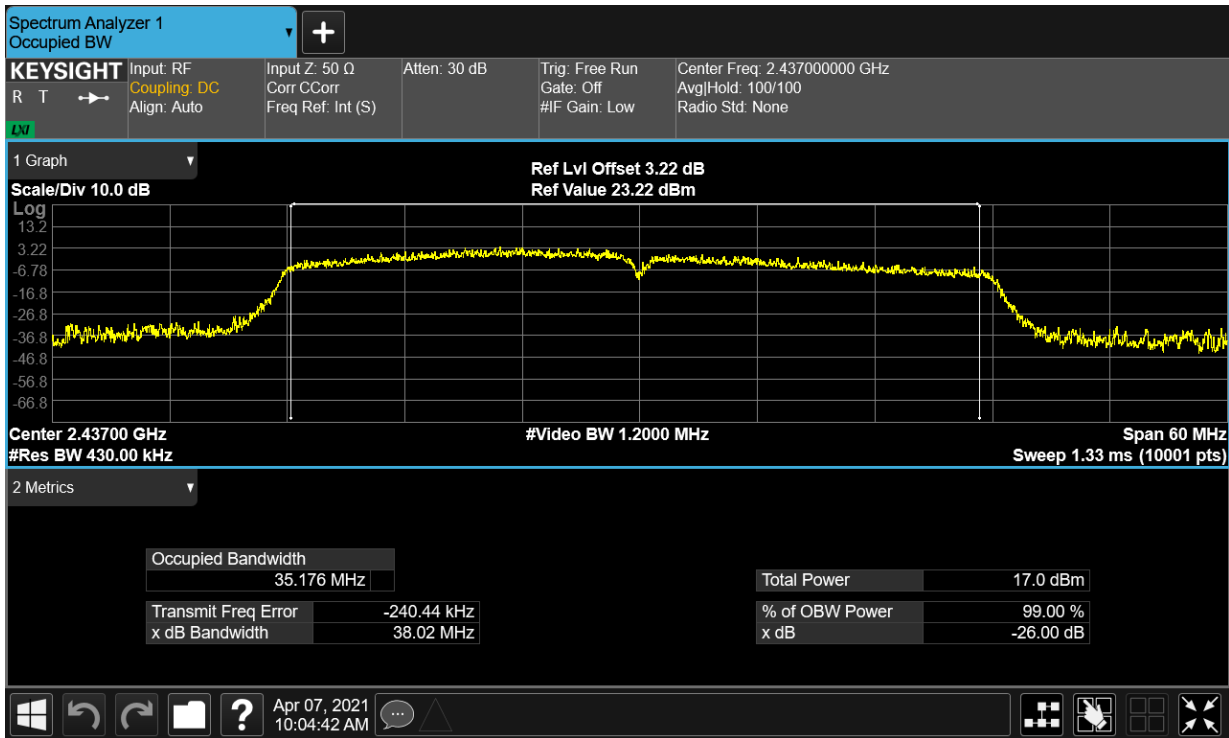 Spectrum Analyzer 1
Occupied BW
KEYSIGHT
R T
LXI
Input: RF
Coupling: DC
Align: Auto
Input Z: 50 Ω
Corr CCorr
Freq Ref: Int (S)
Atten: 30 dB
Trig: Free Run
Gate: Off
#IF Gain: Low
Center Freq: 2.437000000 GHz
Avg|Hold: 100/100
Radio Std: None
1 Graph
Scale/Div 10.0 dB
Ref Lvl Offset 3.22 dB
Ref Value 23.22 dBm
Log
13.2
3.22
-6.78
-16.8
-26.8
-36.8
-46.8
-56.8
-66.8
Center 2.43700 GHz
#Res BW 430.00 kHz
#Video BW 1.2000 MHz
Span 60 MHz
Sweep 1.33 ms (10001 pts)
2 Metrics
Occupied Bandwidth
35.176 MHz
Transmit Freq Error -240.44 kHz
x dB Bandwidth 38.02 MHz
Total Power 17.0 dBm
% of OBW Power 99.00 %
x dB -26.00 dB
?
Apr 07, 2021
10:04:42 AM